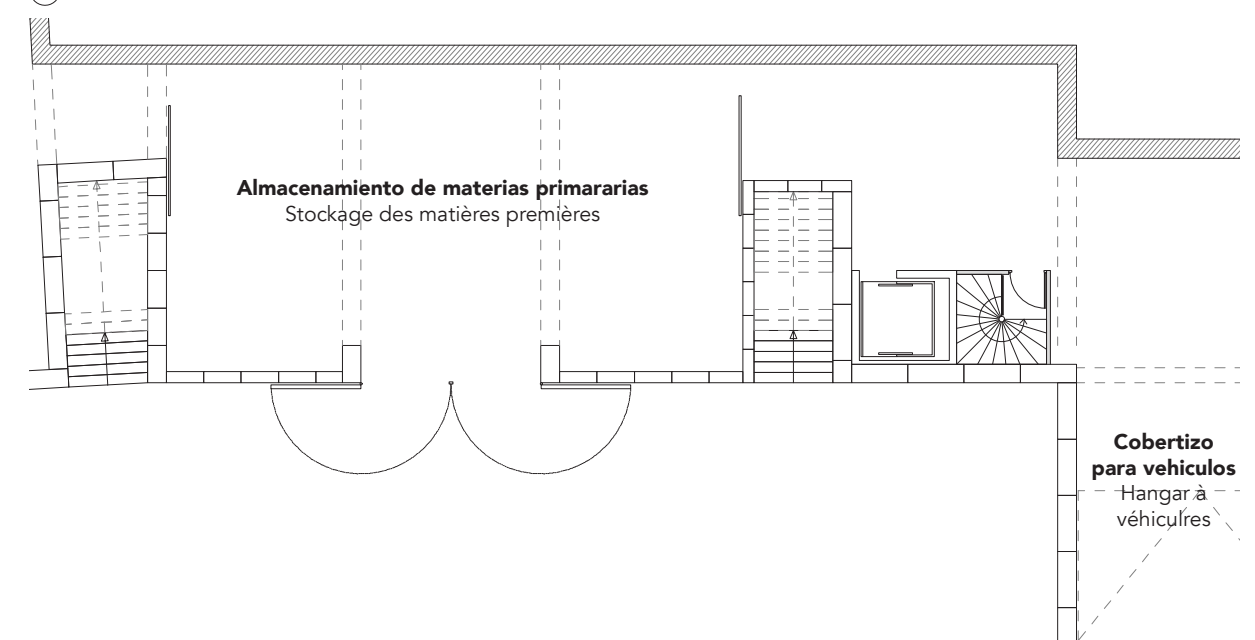 Almacenamiento de materias primararias
Stockage des matières premières
Cobertizo
para vehiculos
Hangar à
véhiculres